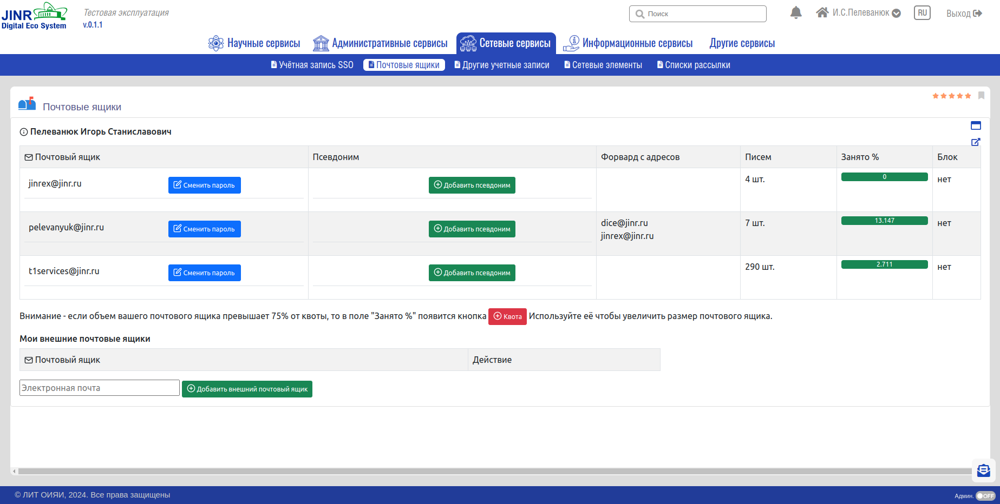 JINR
Digital Eco System
Тестовая эксплуатация
v.0.1.1
Поиск
И.С.Пелеванюк
RU
Выход
Научные сервисы
Административные сервисы
Сетевые сервисы
Информационные сервисы
Другие сервисы
Учётная запись SSO
Почтовые ящики
Другие учетные записи
Сетевые элементы
Списки рассылки
Почтовые ящики
Пелеванюк Игорь Станиславович
Почтовый ящик Псевдоним Форвард с адресов Писем Занято % Блок
jinrex@jinr.ru Сменить пароль Добавить псевдоним 4 шт. 0 нет
pelevanyuk@jinr.ru Сменить пароль Добавить псевдоним dice@jinr.ru 7 шт. 13.147 нет
jinrex@jinr.ru
t1services@jinr.ru Сменить пароль Добавить псевдоним 290 шт. 2.711 нет
Внимание - если объем вашего почтового ящика превышает 75% от квоты, то в поле "Занято %" появится кнопка Квота Используйте её чтобы увеличить размер почтового ящика.
Мои внешние почтовые ящики
Почтовый ящик Действие
Электронная почта Добавить внешний почтовый ящик
© ЛИТ ОИЯИ, 2024. Все права защищены
Админ. OFF